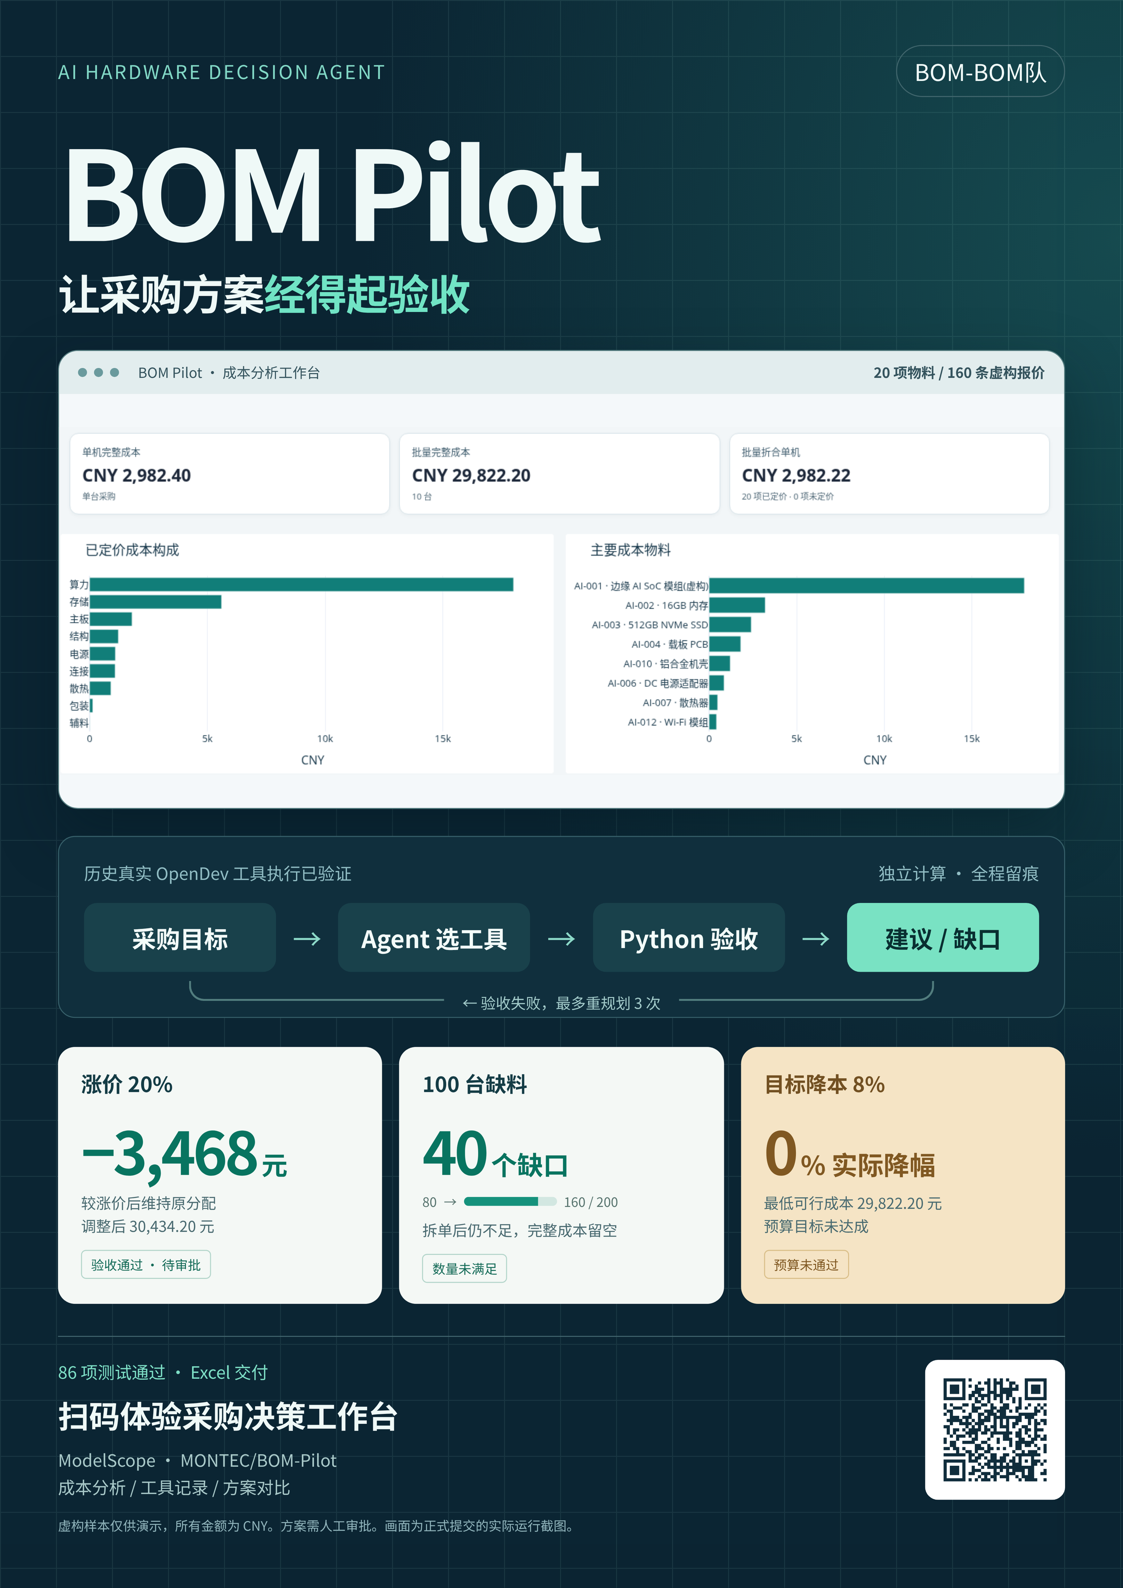 AI HARDWARE DECISION AGENT
BOM-BOM队
BOM Pilot
让采购方案经得起验收
BOM Pilot · 成本分析工作台
20 项物料 / 160 条虚构报价
单机完整成本
CNY 2,982.40
单台采购
批量完整成本
CNY 29,822.20
10 台
批量折合单机
CNY 2,982.22
20 项已定价 · 0 项未定价
已定价成本构成
算力
存储
主板
结构
电源
连接
散热
包装
辅料
0 5k 10k 15k
CNY
主要成本物料
AI-001 · 边缘 AI SoC 模组(虚构)
AI-002 · 16GB 内存
AI-003 · 512GB NVMe SSD
AI-004 · 载板 PCB
AI-010 · 铝合金机壳
AI-006 · DC 电源适配器
AI-007 · 散热器
AI-012 · Wi-Fi 模组
0 5k 10k 15k
CNY
历史真实 OpenDev 工具执行已验证
独立计算 · 全程留痕
采购目标 → Agent 选工具 → Python 验收 → 建议 / 缺口
← 验收失败，最多重规划 3 次
涨价 20%
−3,468 元
较涨价后维持原分配
调整后 30,434.20 元
验收通过 · 待审批
100 台缺料
40 个缺口
80 → 160 / 200
拆单后仍不足，完整成本留空
数量未满足
目标降本 8%
0% 实际降幅
最低可行成本 29,822.20 元
预算目标未达成
预算未通过
86 项测试通过 · Excel 交付
扫码体验采购决策工作台
ModelScope · MONTEC/BOM-Pilot
成本分析 / 工具记录 / 方案对比
虚构样本仅供演示，所有金额为 CNY。方案需人工审批。画面为正式提交的实际运行截图。